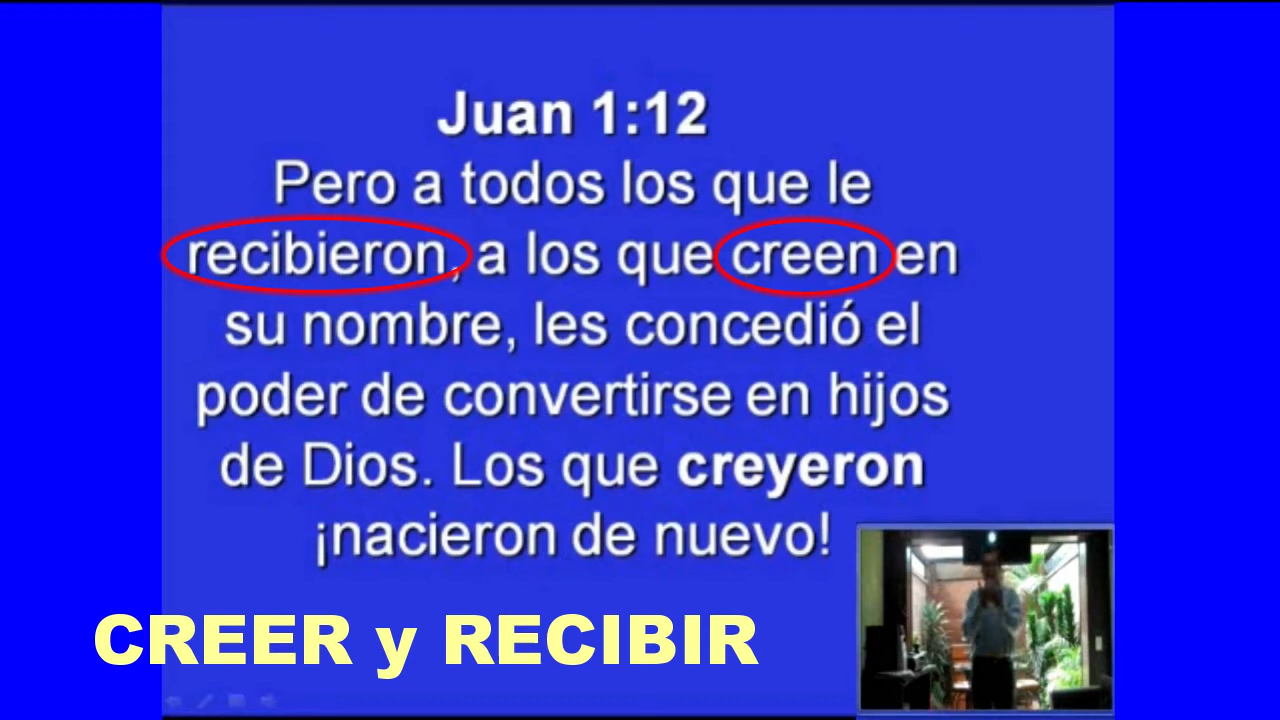 Juan 1:12
Pero a todos los que le
recibieron, a los que creen en
su nombre, les concedió el
poder de convertirse en hijos
de Dios. Los que creyeron
¡nacieron de nuevo!
CREER y RECIBIR